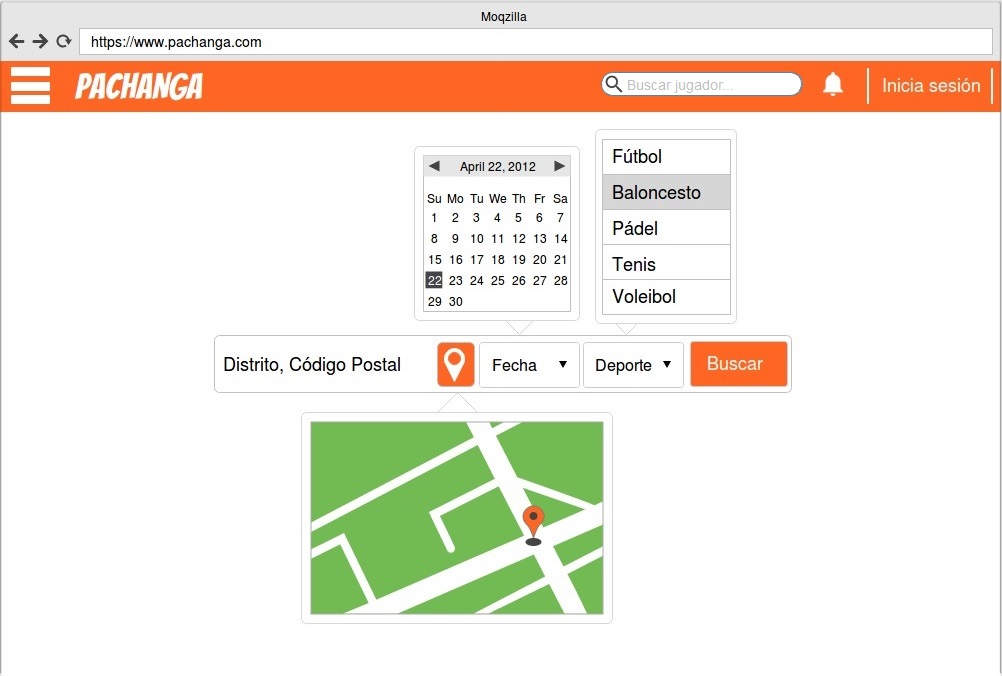 Moqzilla
https://www.pachanga.com
PACHANGA
Buscar jugador...
Inicia sesión
April 22, 2012
Su Mo Tu We Th Fr Sa
1 2 3 4 5 6 7
8 9 10 11 12 13 14
15 16 17 18 19 20 21
22 23 24 25 26 27 28
29 30
Fútbol
Baloncesto
Pádel
Tenis
Voleibol
Distrito, Código Postal
Fecha
Deporte
Buscar